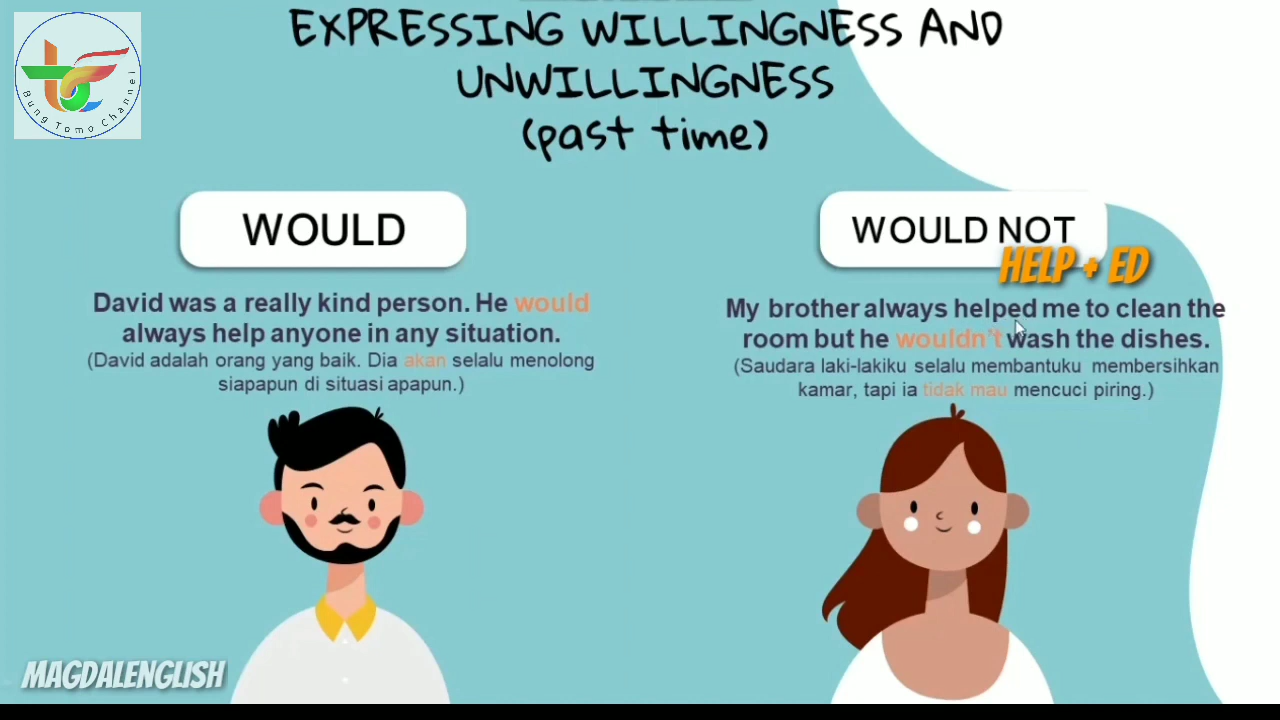 EXPRESSING WILLINGNESS AND
UNWILLINGNESS
(past time)
Bung Tomo Channel
WOULD
David was a really kind person. He would
always help anyone in any situation.
(David adalah orang yang baik. Dia akan selalu menolong
siapapun di situasi apapun.)
WOULD NOT
HELP + ED
My brother always helped me to clean the
room but he wouldn't wash the dishes.
(Saudara laki-lakiku selalu membantuku membersihkan
kamar, tapi ia tidak mau mencuci piring.)
MAGDALENGLISH